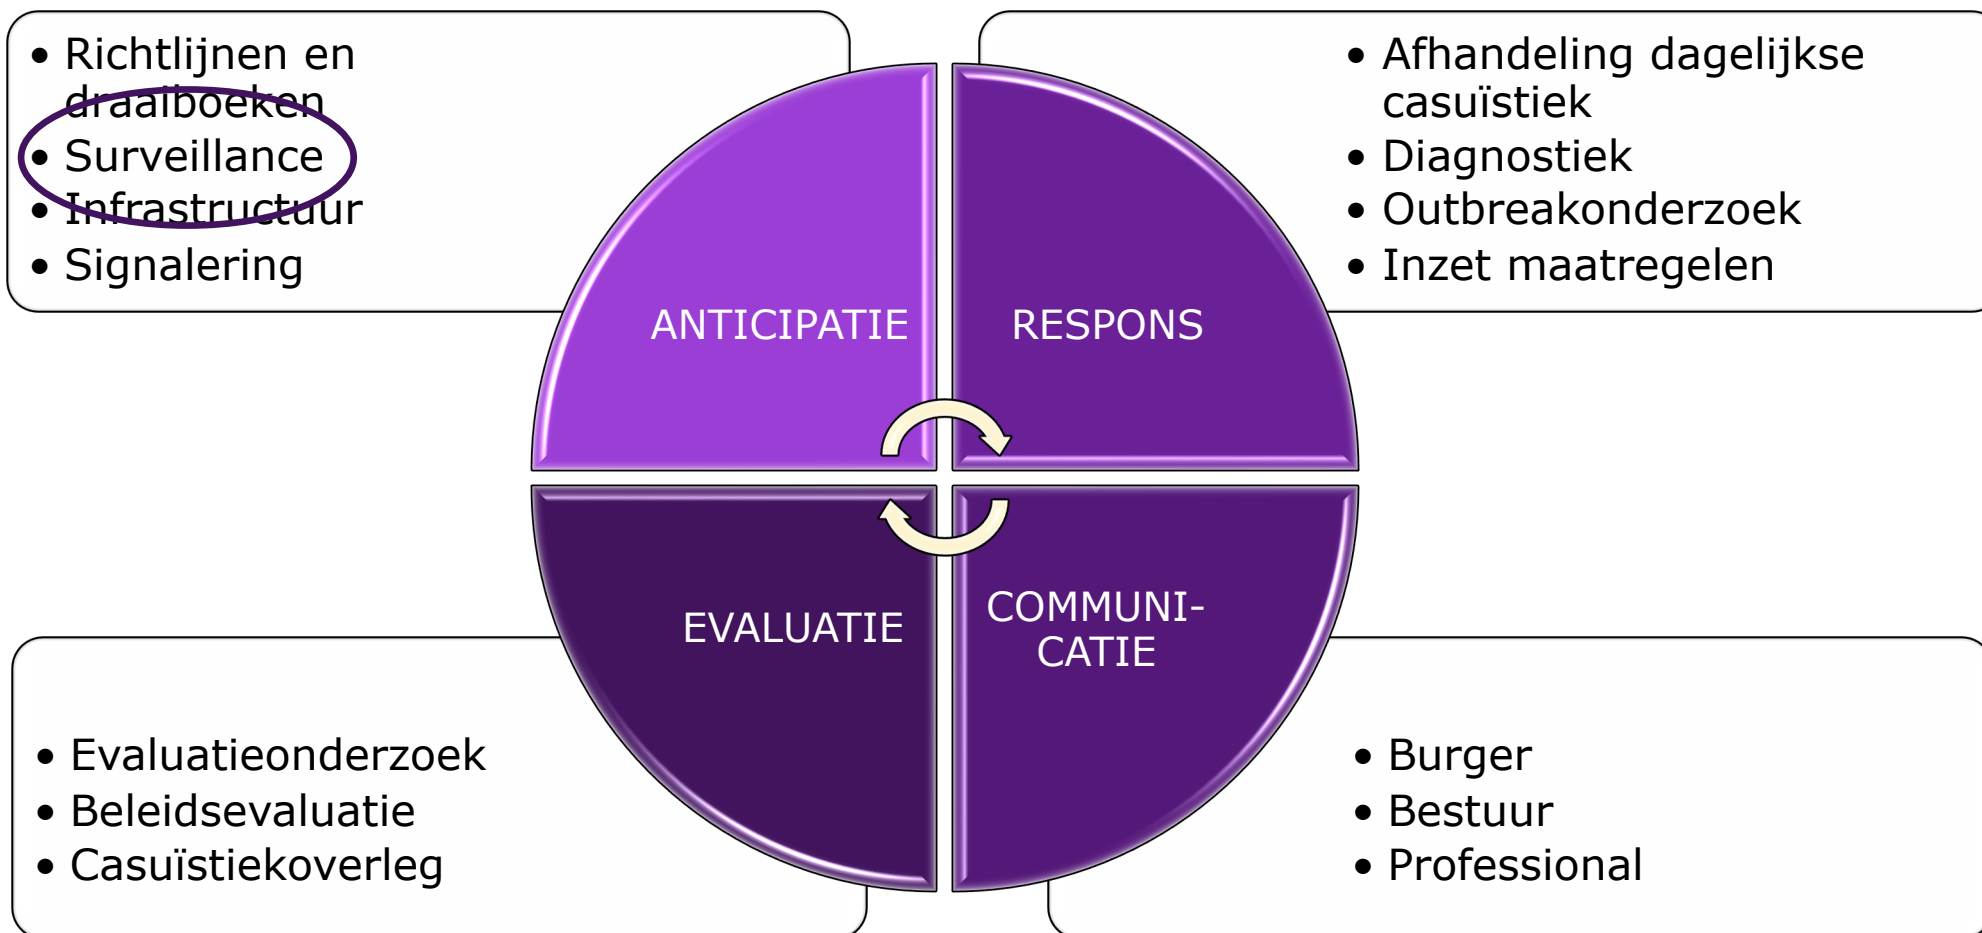 • Richtlijnen en
draaiboeken
• Surveillance
• Infrastructuur
• Signalering
• Afhandeling dagelijkse
casuïstiek
• Diagnostiek
• Outbreakonderzoek
• Inzet maatregelen
ANTICIPATIE
RESPONS
EVALUATIE
COMMUNI-
CATIE
• Evaluatieonderzoek
• Beleidsevaluatie
• Casuïstiekoverleg
• Burger
• Bestuur
• Professional